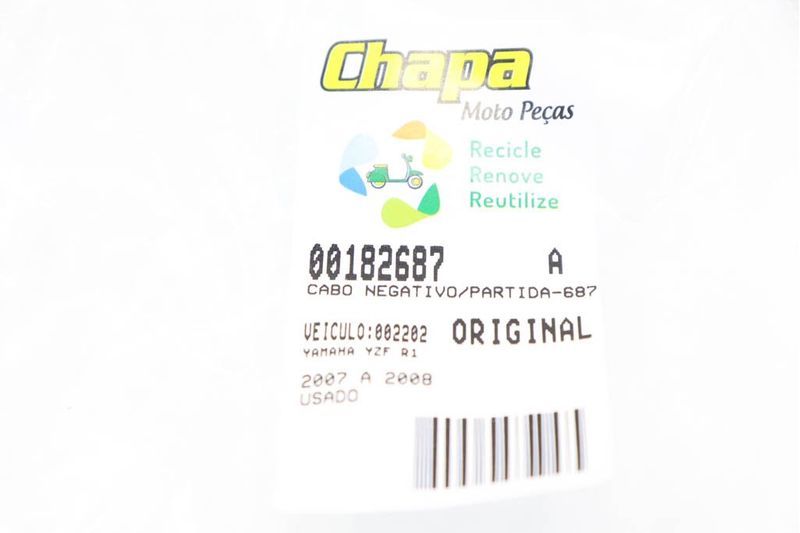 Chapa
Moto Peças
Recicle
Renove
Reutilize
00182687 A
CABO NEGATIVO/PARTIDA-687
VEICULO:002202 ORIGINAL
YAMAHA YZF R1
2007 A 2008
USADO